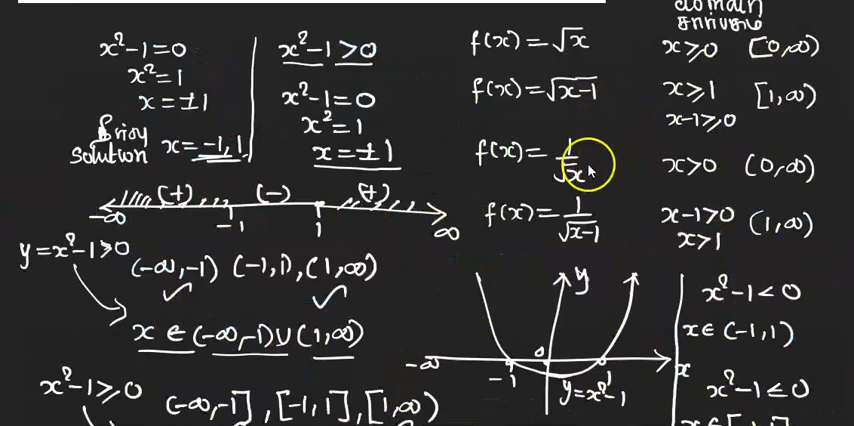 x²-1=0
x²=1
x=±1
solution x=-1,1
x²-1>0
x²-1=0
x²=1
x=±1
(+) (-) (+)
-∞ -1 1 ∞
y=x²-1>0
(-∞,-1) (-1,1), (1,∞)
x∈(-∞,-1)∪(1,∞)
x²-1≥0
(-∞,-1], [-1,1], [1,∞)
domain
f(x)=√x x≥0 [0,∞)
f(x)=√x-1 x≥1 [1,∞)
x-1≥0
f(x)=1/√x x>0 (0,∞)
f(x)=1/√x-1 x-1>0 (1,∞)
x>1
y
-∞ -1 0 1 x
y=x²-1
x²-1<0
x∈(-1,1)
x²-1≤0